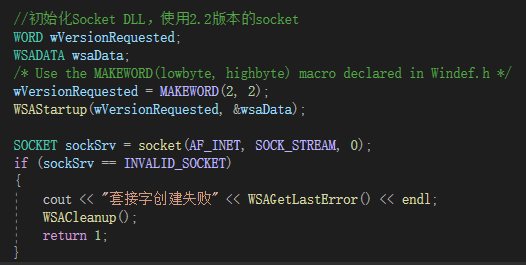 //初始化Socket DLL，使用2.2版本的socket
WORD wVersionRequested;
WSADATA wsaData;
/* Use the MAKEWORD(lowbyte, highbyte) macro declared in Windef.h */
wVersionRequested = MAKEWORD(2, 2);
WSAStartup(wVersionRequested, &wsaData);
SOCKET sockSrv = socket(AF_INET, SOCK_STREAM, 0);
if (sockSrv == INVALID_SOCKET)
{
cout << "套接字创建失败" << WSAGetLastError() << endl;
WSACleanup();
return 1;
}